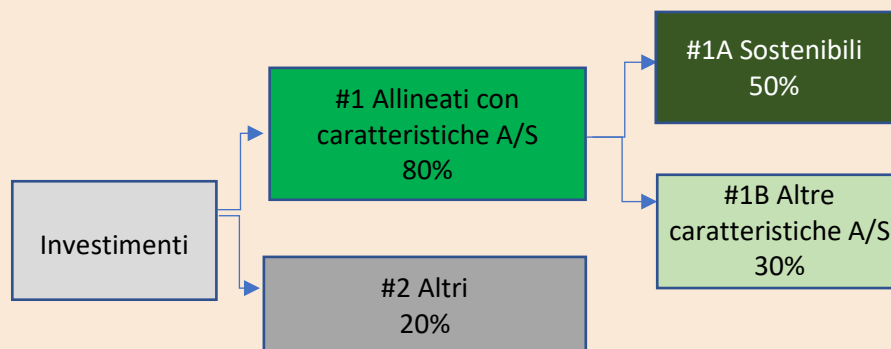 #1A Sostenibili
50%
#1 Allineati con
caratteristiche A/S
80%
#1B Altre
caratteristiche A/S
30%
Investimenti
#2 Altri
20%